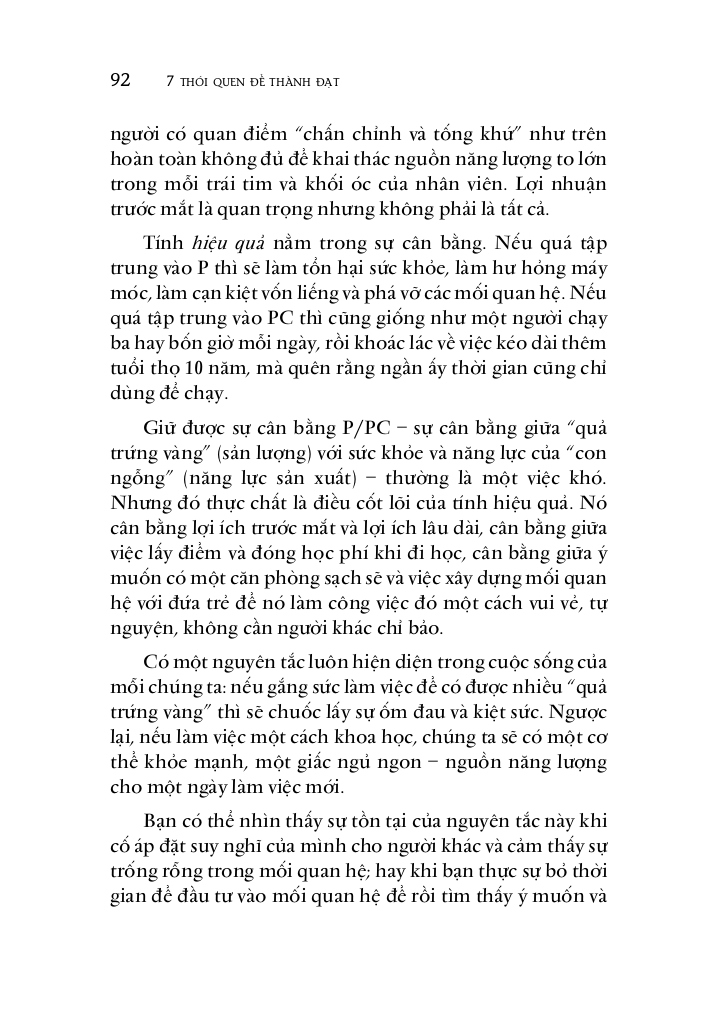 92 7 THÓI QUEN ĐỂ THÀNH ĐẠT
người có quan điểm “chấn chỉnh và tống khứ” như trên
hoàn toàn không đủ để khai thác nguồn năng lượng to lớn
trong mỗi trái tim và khối óc của nhân viên. Lợi nhuận
trước mắt là quan trọng nhưng không phải là tất cả.
Tính hiệu quả nằm trong sự cân bằng. Nếu quá tập
trung vào P thì sẽ làm tổn hại sức khỏe, làm hư hỏng máy
móc, làm cạn kiệt vốn liếng và phá vỡ các mối quan hệ. Nếu
quá tập trung vào PC thì cũng giống như một người chạy
ba hay bốn giờ mỗi ngày, rồi khoác lác về việc kéo dài thêm
tuổi thọ 10 năm, mà quên rằng ngần ấy thời gian cũng chỉ
dùng để chạy.
Giữ được sự cân bằng P/PC – sự cân bằng giữa “quả
trứng vàng” (sản lượng) với sức khỏe và năng lực của “con
ngỗng” (năng lực sản xuất) – thường là một việc khó.
Nhưng đó thực chất là điều cốt lõi của tính hiệu quả. Nó
cân bằng lợi ích trước mắt và lợi ích lâu dài, cân bằng giữa
việc lấy điểm và đóng học phí khi đi học, cân bằng giữa ý
muốn có một căn phòng sạch sẽ và việc xây dựng mối quan
hệ với đứa trẻ để nó làm công việc đó một cách vui vẻ, tự
nguyện, không cần người khác chỉ bảo.
Có một nguyên tắc luôn hiện diện trong cuộc sống của
mỗi chúng ta: nếu gắng sức làm việc để có được nhiều “quả
trứng vàng” thì sẽ chuốc lấy sự ốm đau và kiệt sức. Ngược
lại, nếu làm việc một cách khoa học, chúng ta sẽ có một cơ
thể khỏe mạnh, một giấc ngủ ngon – nguồn năng lượng
cho một ngày làm việc mới.
Bạn có thể nhìn thấy sự tồn tại của nguyên tắc này khi
cố áp đặt suy nghĩ của mình cho người khác và cảm thấy sự
trống rỗng trong mối quan hệ; hay khi bạn thực sự bỏ thời
gian để đầu tư vào mối quan hệ để rồi tìm thấy ý muốn và